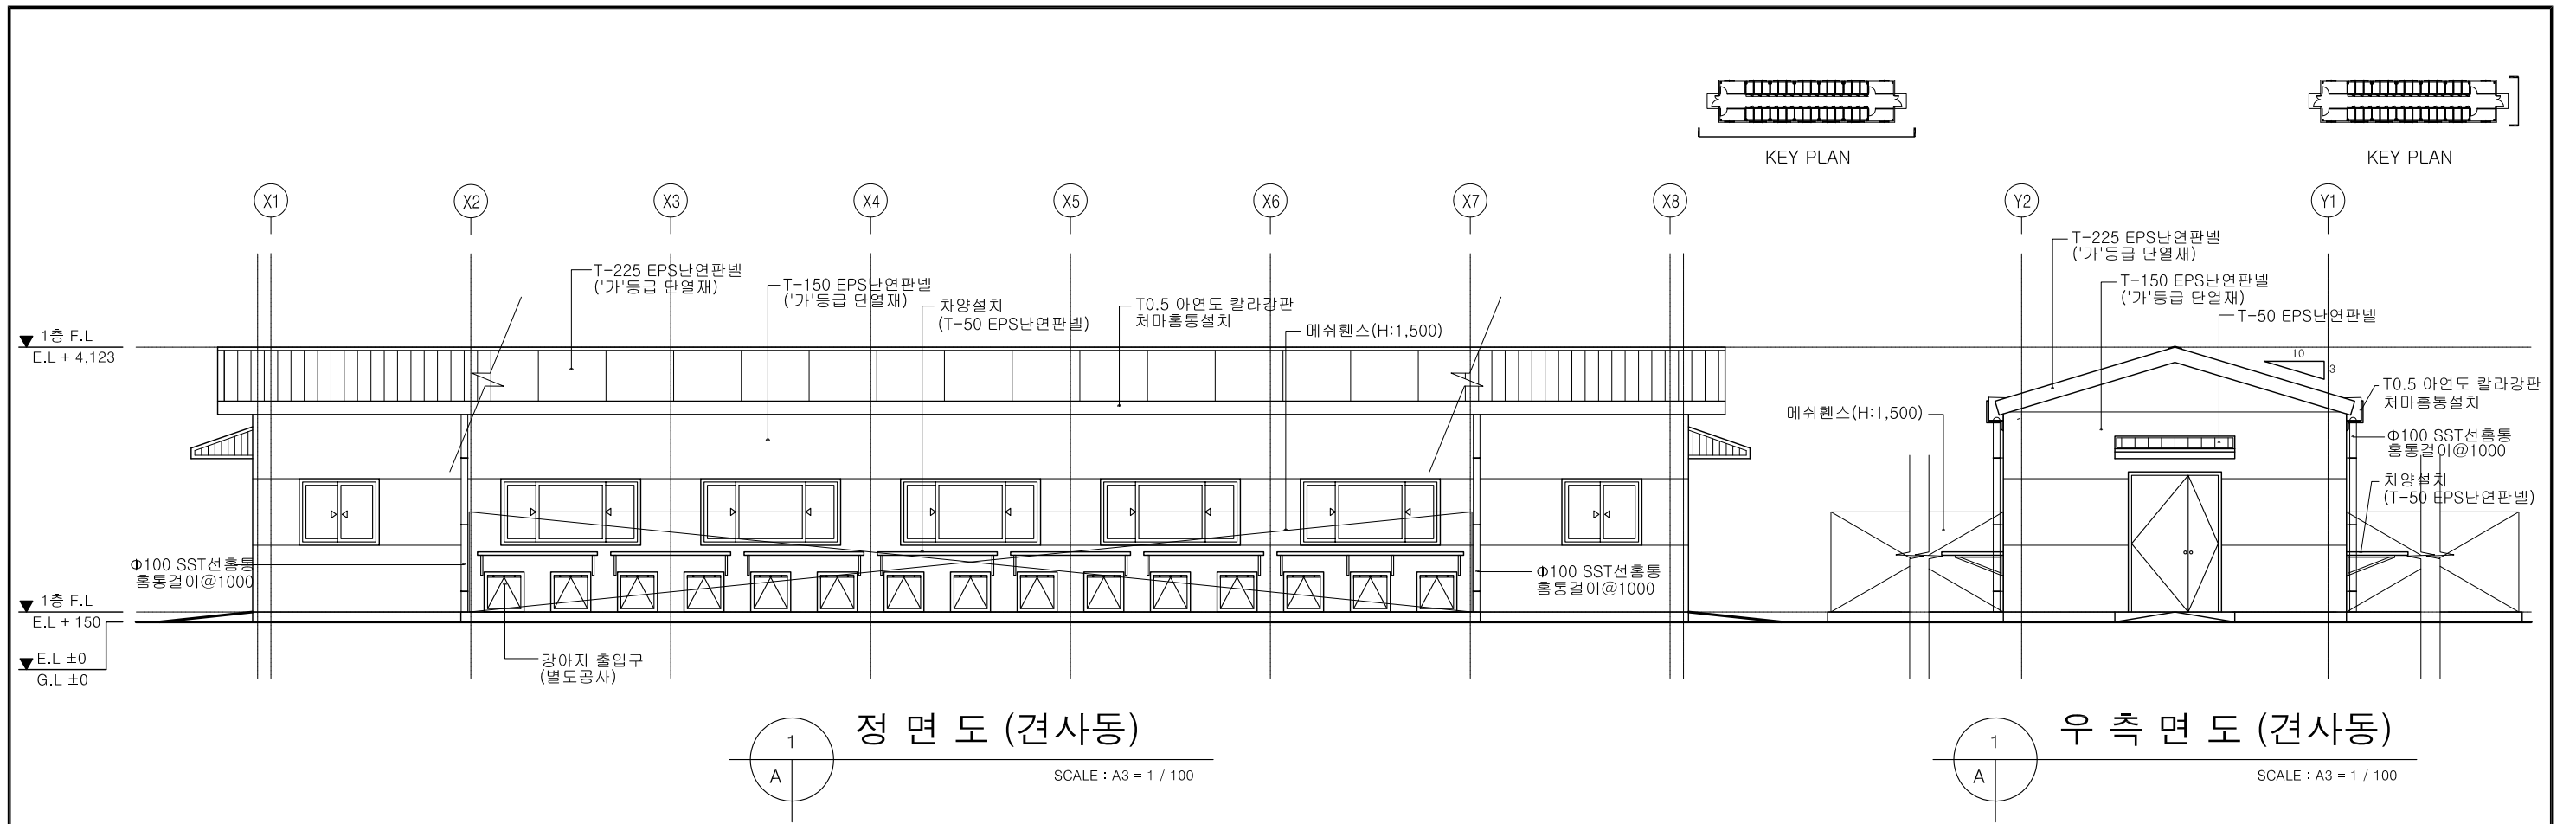 KEY PLAN
KEY PLAN
X1
X2
X3
X4
X5
X6
X7
X8
Y2
Y1
T-225 EPS난연판넬
('가'등급 단열재)
T-150 EPS난연판넬
('가'등급 단열재)
차양설치
(T-50 EPS난연판넬)
T0.5 아연도 칼라강판
처마홈통설치
메쉬휀스(H:1,500)
1층 F.L
E.L + 4,123
Φ100 SST선홈통
홈통걸이@1000
Φ100 SST선홈통
홈통걸이@1000
1층 F.L
E.L + 150
E.L ±0
G.L ±0
강아지 출입구
(별도공사)
T-225 EPS난연판넬
('가'등급 단열재)
T-150 EPS난연판넬
('가'등급 단열재)
T-50 EPS난연판넬
10
3
T0.5 아연도 칼라강판
처마홈통설치
메쉬휀스(H:1,500)
Φ100 SST선홈통
홈통걸이@1000
차양설치
(T-50 EPS난연판넬)
1
A
정 면 도 (견사동)
SCALE : A3 = 1 / 100
1
A
우 측 면 도 (견사동)
SCALE : A3 = 1 / 100